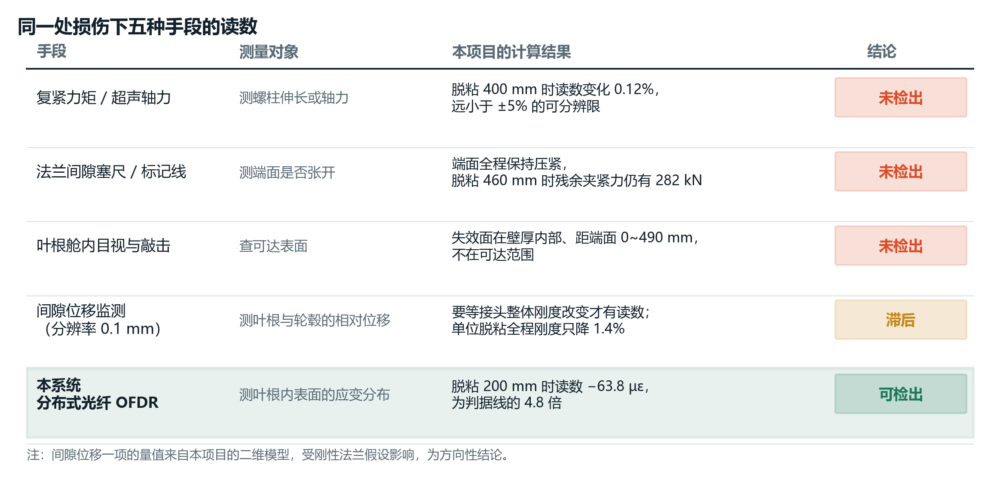 同一处损伤下五种手段的读数
手段 测量对象 本项目的计算结果 结论
复紧力矩 / 超声轴力 测螺柱伸长或轴力 脱粘 400 mm 时读数变化 0.12%，
远小于 ±5% 的可分辨限
未检出
法兰间隙塞尺 / 标记线 测端面是否张开 端面全程保持压紧，
脱粘 460 mm 时残余夹紧力仍有 282 kN
未检出
叶根舱内目视与敲击 查可达表面 失效面在壁厚内部、距端面 0~490 mm，
不在可达范围
未检出
间隙位移监测
（分辨率 0.1 mm）
测叶根与轮毂的相对位移
要等接头整体刚度改变才有读数；
单位脱粘全程刚度只降 1.4%
滞后
本系统
分布式光纤 OFDR
测叶根内表面的应变分布
脱粘 200 mm 时读数 −63.8 με，
为判据线的 4.8 倍
可检出
注：间隙位移一项的量值来自本项目的二维模型，受刚性法兰假设影响，为方向性结论。